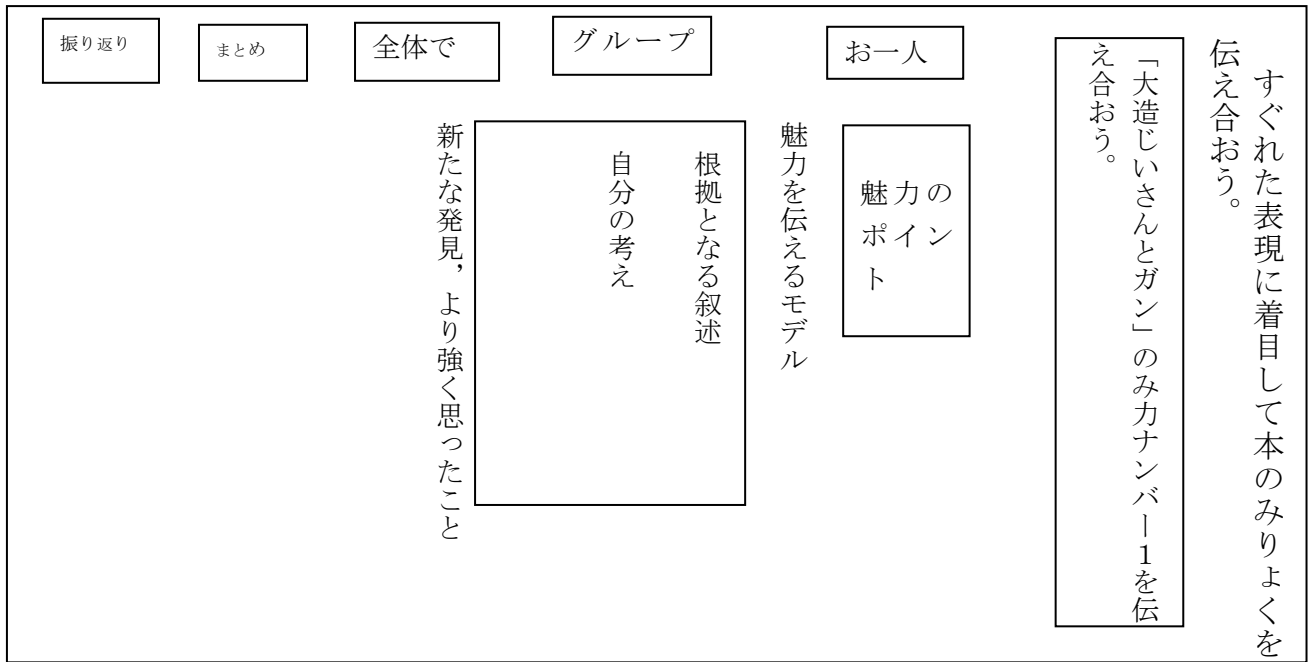 すぐれた表現に着目して本のみりょくを
伝え合おう。
「大造じいさんとガン」のみ力ナンバー1を伝
え合おう。
お一人
魅力の
ポイン
ト
魅力を伝えるモデル
グループ
根拠となる叙述
自分の考え
新たな発見，より強く思ったこと
全体で
まとめ
振り返り